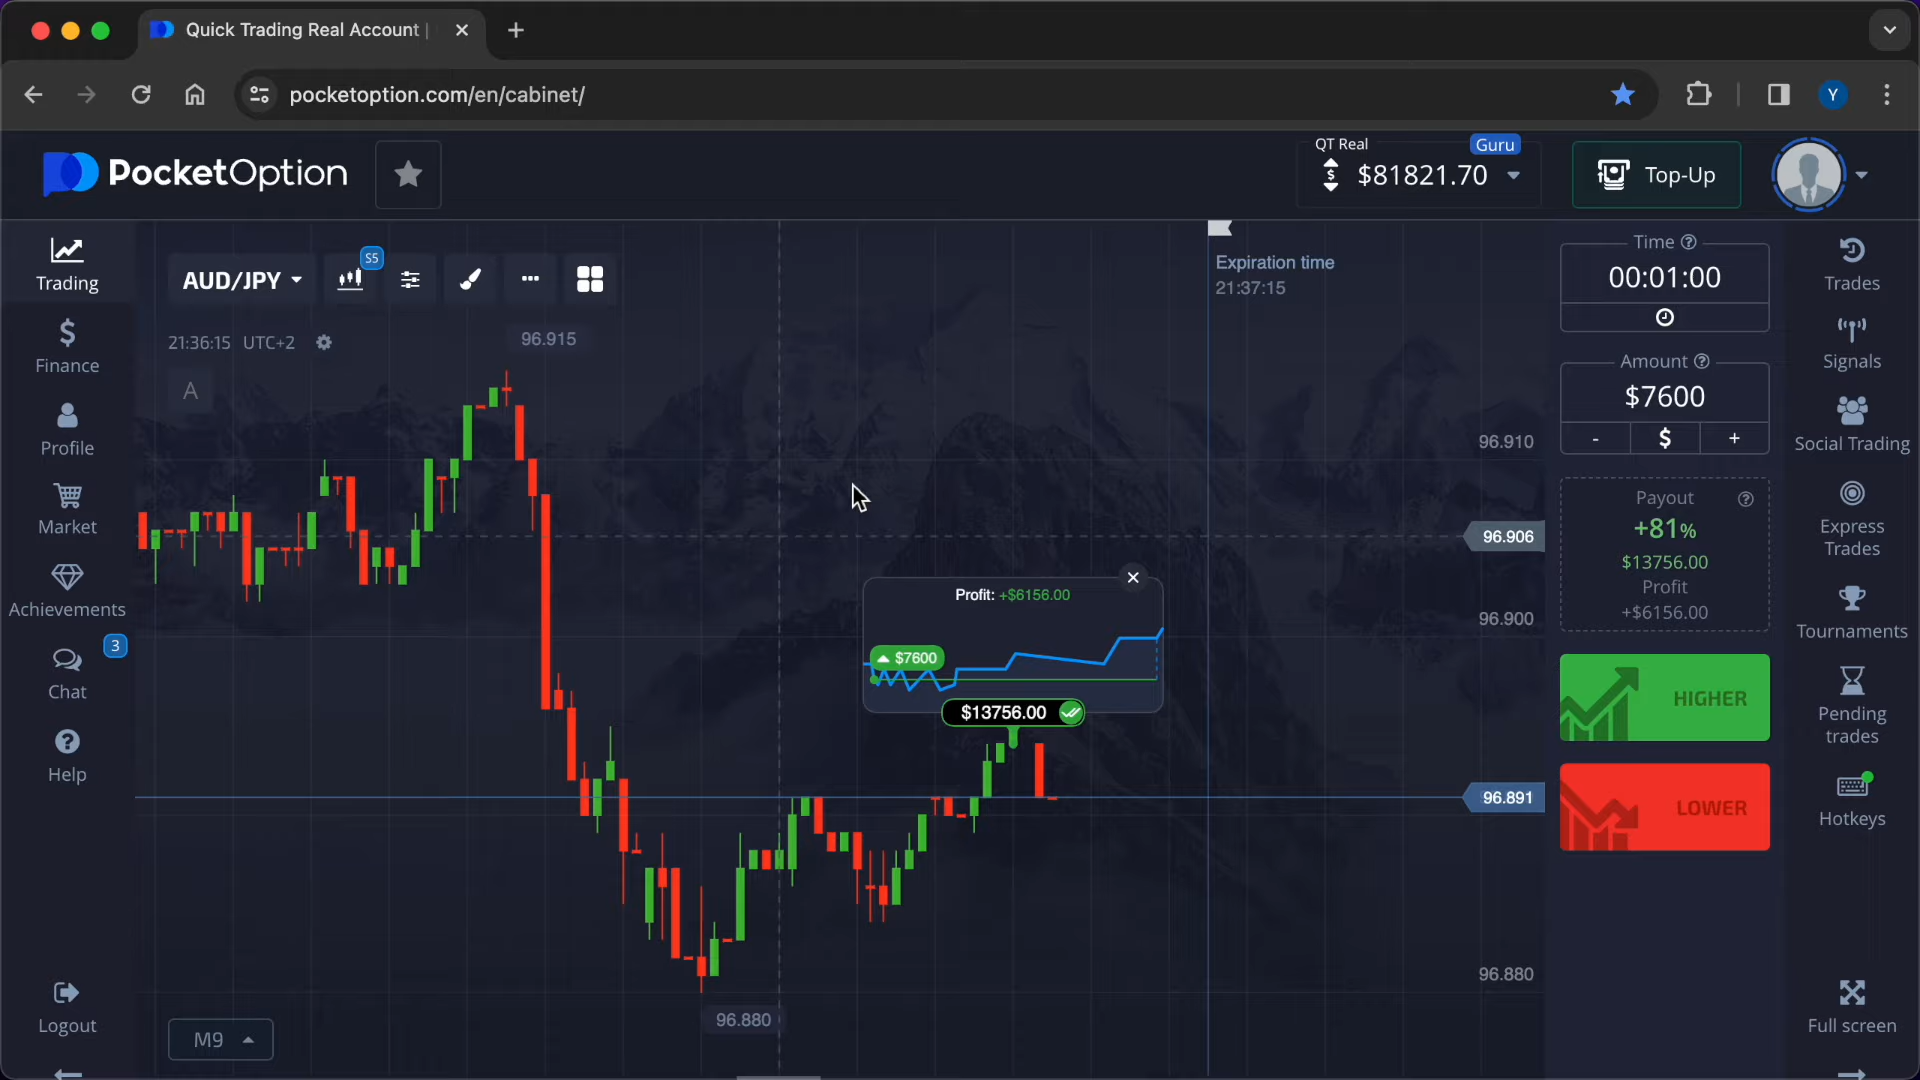 Quick Trading Real Account |
pocketoption.com/en/cabinet/
Y
PocketOption
QT Real
Guru
$81821.70
Top-Up
Trading
Finance
Profile
Market
Achievements
3
Chat
Help
Logout
AUD/JPY
S5
21:36:15 UTC+2
A
96.915
Expiration time
21:37:15
96.910
96.906
96.900
Profit: +$6156.00
$7600
$13756.00
96.891
96.880
96.880
M9
Time
00:01:00
Amount
$7600
-
$
+
Payout
+81%
$13756.00
Profit
+$6156.00
HIGHER
LOWER
Trades
Signals
Social Trading
Express
Trades
Tournaments
Pending
trades
Hotkeys
Full screen